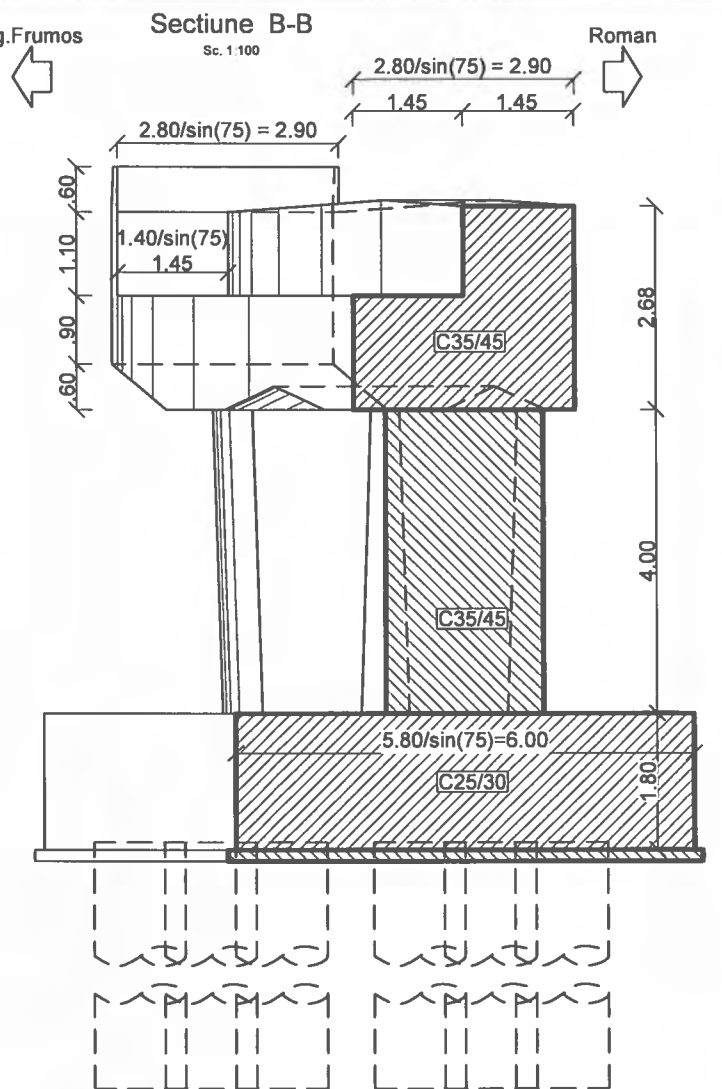 g.Frumos
Sectiune B-B
Sc. 1:100
Roman
2.80/sin(75) = 2.90
1.45
1.45
2.80/sin(75) = 2.90
.60
1.10
.90
.60
1.40/sin(75)
1.45
2.68
C35/45
4.00
C35/45
5.80/sin(75)=6.00
C25/30
1.80